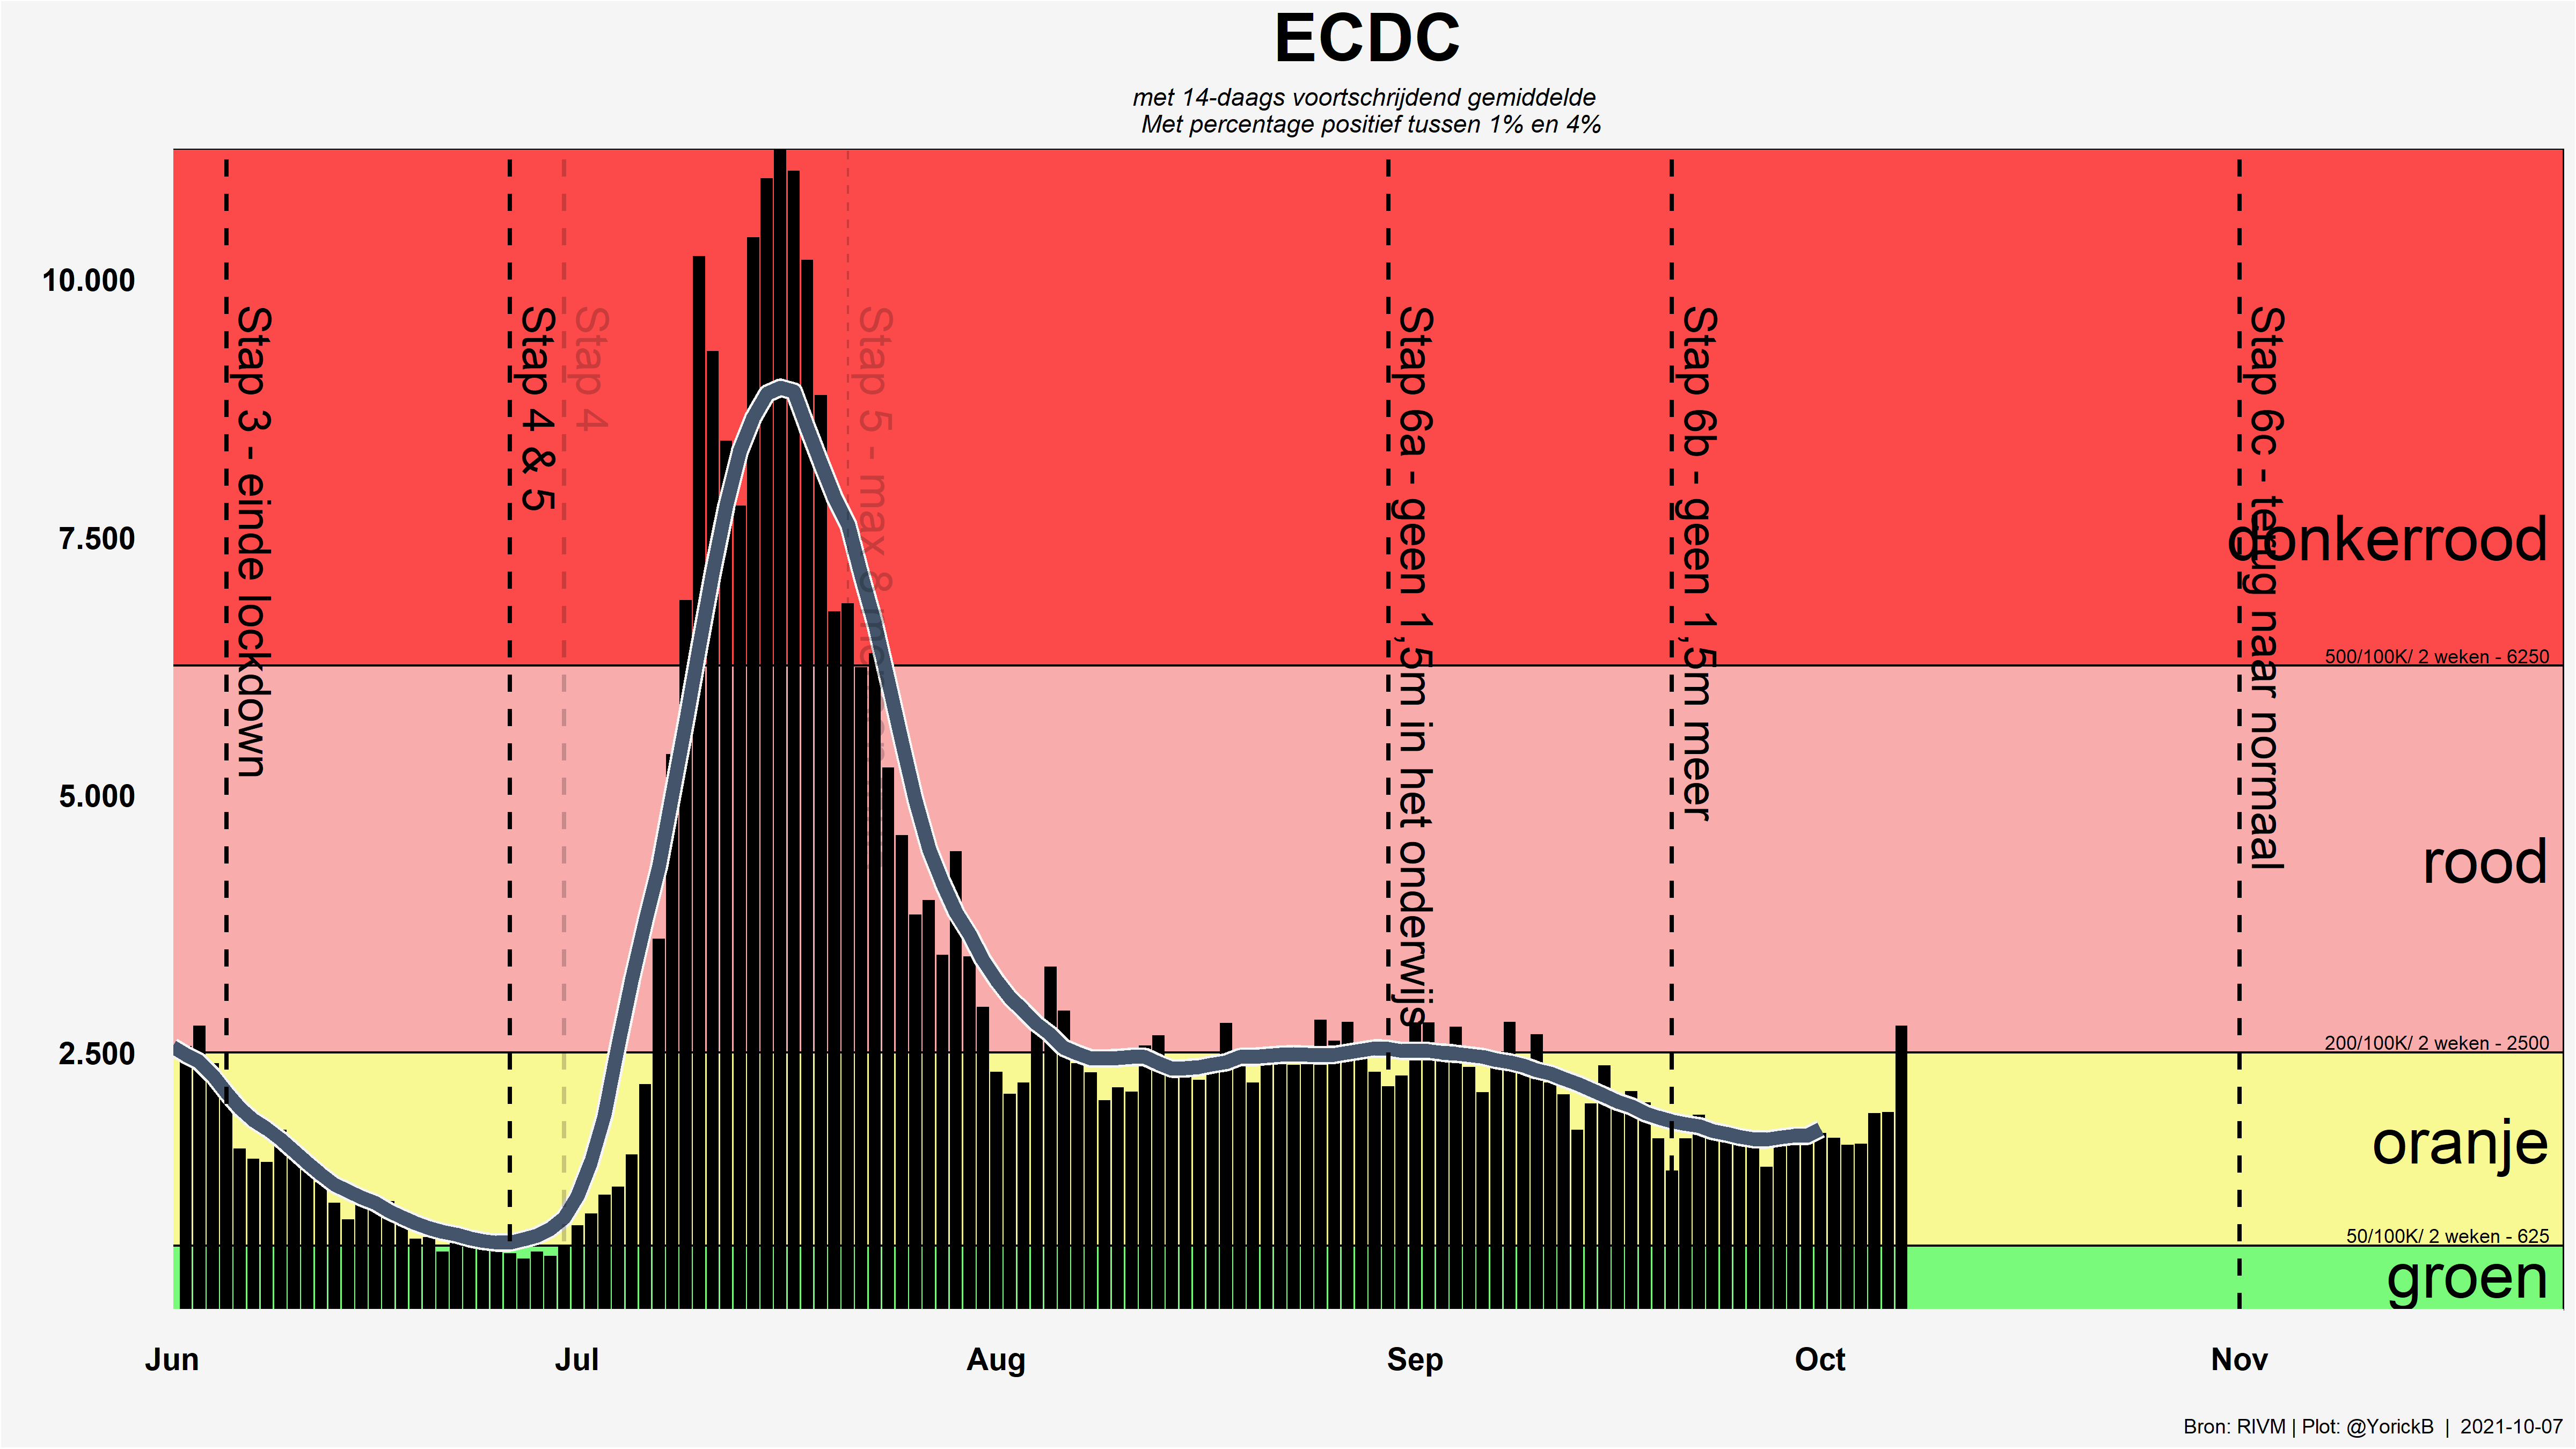 ECDC
met 14-daags voortschrijdend gemiddelde
Met percentage positief tussen 1% en 4%
10.000
7.500
5.000
2.500
Stap 3 - einde lockdown
Stap 4 & 5
Stap 4
Stap 5 - max 8
Stap 6a - geen 1,5m in het onderwijs
Stap 6b - geen 1,5m meer
Stap 6c - terug naar normaal
donkerrood
500/100K/ 2 weken - 6250
rood
200/100K/ 2 weken - 2500
oranje
50/100K/ 2 weken - 625
groen
Jun Jul Aug Sep Oct Nov
Bron: RIVM | Plot: @YorickB | 2021-10-07